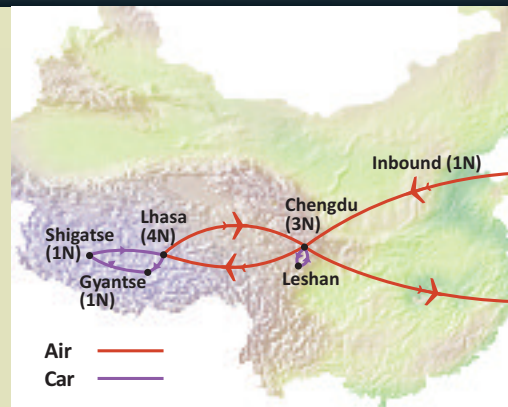 Inbound (1N)
Chengdu
(3N)
Lhasa
(4N)
Shigatse
(1N)
Gyantse
(1N)
Leshan
Air
Car